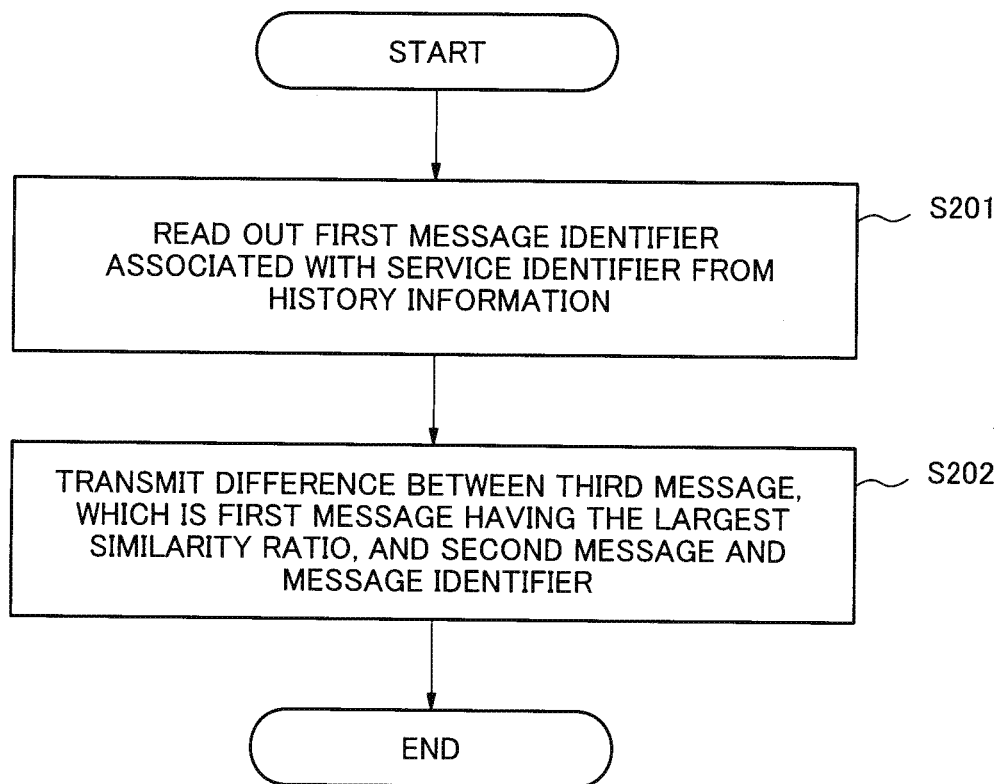 START
READ OUT FIRST MESSAGE IDENTIFIER
ASSOCIATED WITH SERVICE IDENTIFIER FROM
HISTORY INFORMATION
S201
TRANSMIT DIFFERENCE BETWEEN THIRD MESSAGE,
WHICH IS FIRST MESSAGE HAVING THE LARGEST
SIMILARITY RATIO, AND SECOND MESSAGE AND
MESSAGE IDENTIFIER
S202
END